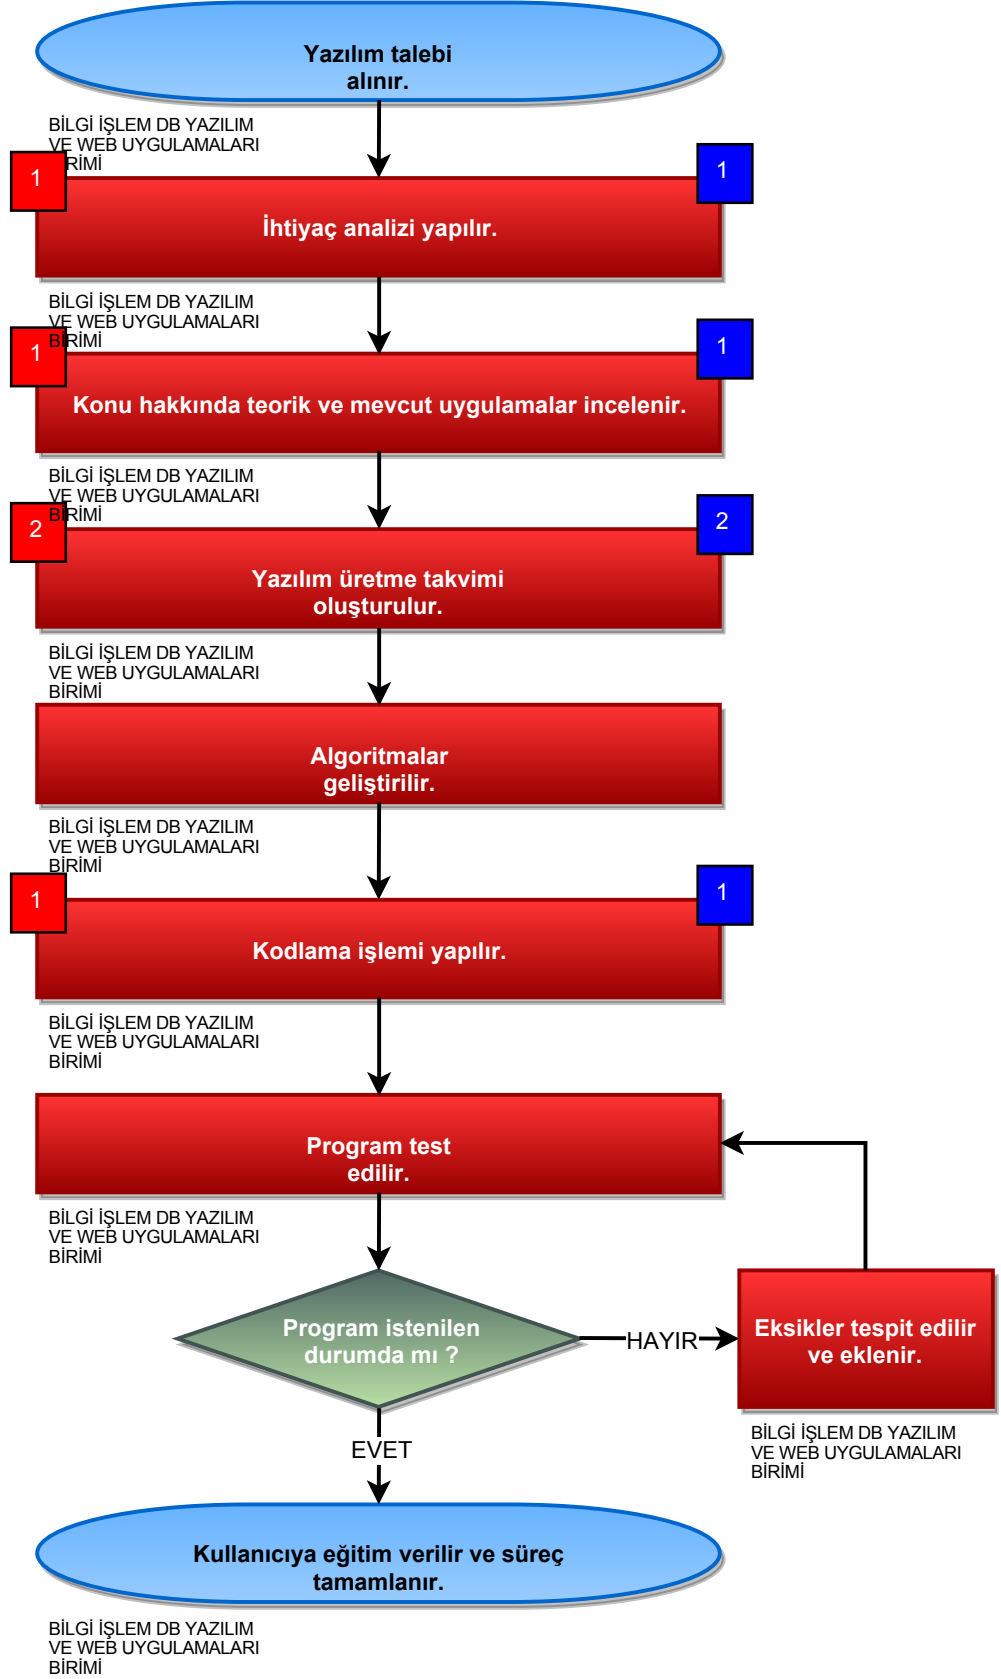 Yazılım talebi
alınır.
BİLGİ İŞLEM DB YAZILIM
VE WEB UYGULAMALARI
BİRİMİ
1
1
İhtiyaç analizi yapılır.
BİLGİ İŞLEM DB YAZILIM
VE WEB UYGULAMALARI
BİRİMİ
1
1
Konu hakkında teorik ve mevcut uygulamalar incelenir.
BİLGİ İŞLEM DB YAZILIM
VE WEB UYGULAMALARI
BİRİMİ
2
2
Yazılım üretme takvimi
oluşturulur.
BİLGİ İŞLEM DB YAZILIM
VE WEB UYGULAMALARI
BİRİMİ
Algoritmalar
geliştirilir.
BİLGİ İŞLEM DB YAZILIM
VE WEB UYGULAMALARI
BİRİMİ
1
1
Kodlama işlemi yapılır.
BİLGİ İŞLEM DB YAZILIM
VE WEB UYGULAMALARI
BİRİMİ
Program test
edilir.
BİLGİ İŞLEM DB YAZILIM
VE WEB UYGULAMALARI
BİRİMİ
Program istenilen
durumda mı ?
HAYIR
Eksikler tespit edilir
ve eklenir.
BİLGİ İŞLEM DB YAZILIM
VE WEB UYGULAMALARI
BİRİMİ
EVET
Kullanıcıya eğitim verilir ve süreç
tamamlanır.
BİLGİ İŞLEM DB YAZILIM
VE WEB UYGULAMALARI
BİRİMİ